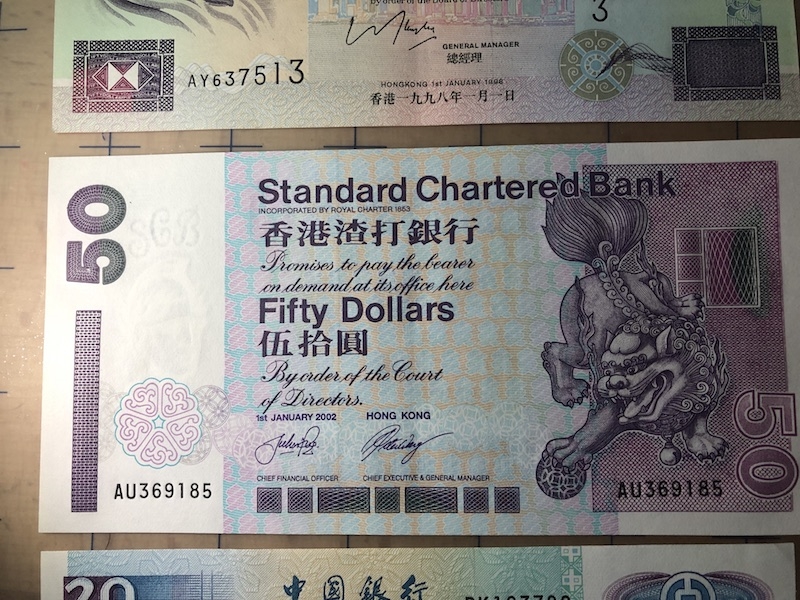 3
GENERAL MANAGER
總經理
AY637513
HONGKONG 1st JANUARY 1998
香港一九九八年一月一日
50
Standard Chartered Bank
INCORPORATED BY ROYAL CHARTER 1853
香港渣打銀行
Promises to pay the bearer
on demand at its office here
Fifty Dollars
伍拾圓
By order of the Court
of Directors.
1st JANUARY 2002 HONG KONG
CHIEF FINANCIAL OFFICER CHIEF EXECUTIVE & GENERAL MANAGER
AU369185
AU369185
50
20
中國銀行